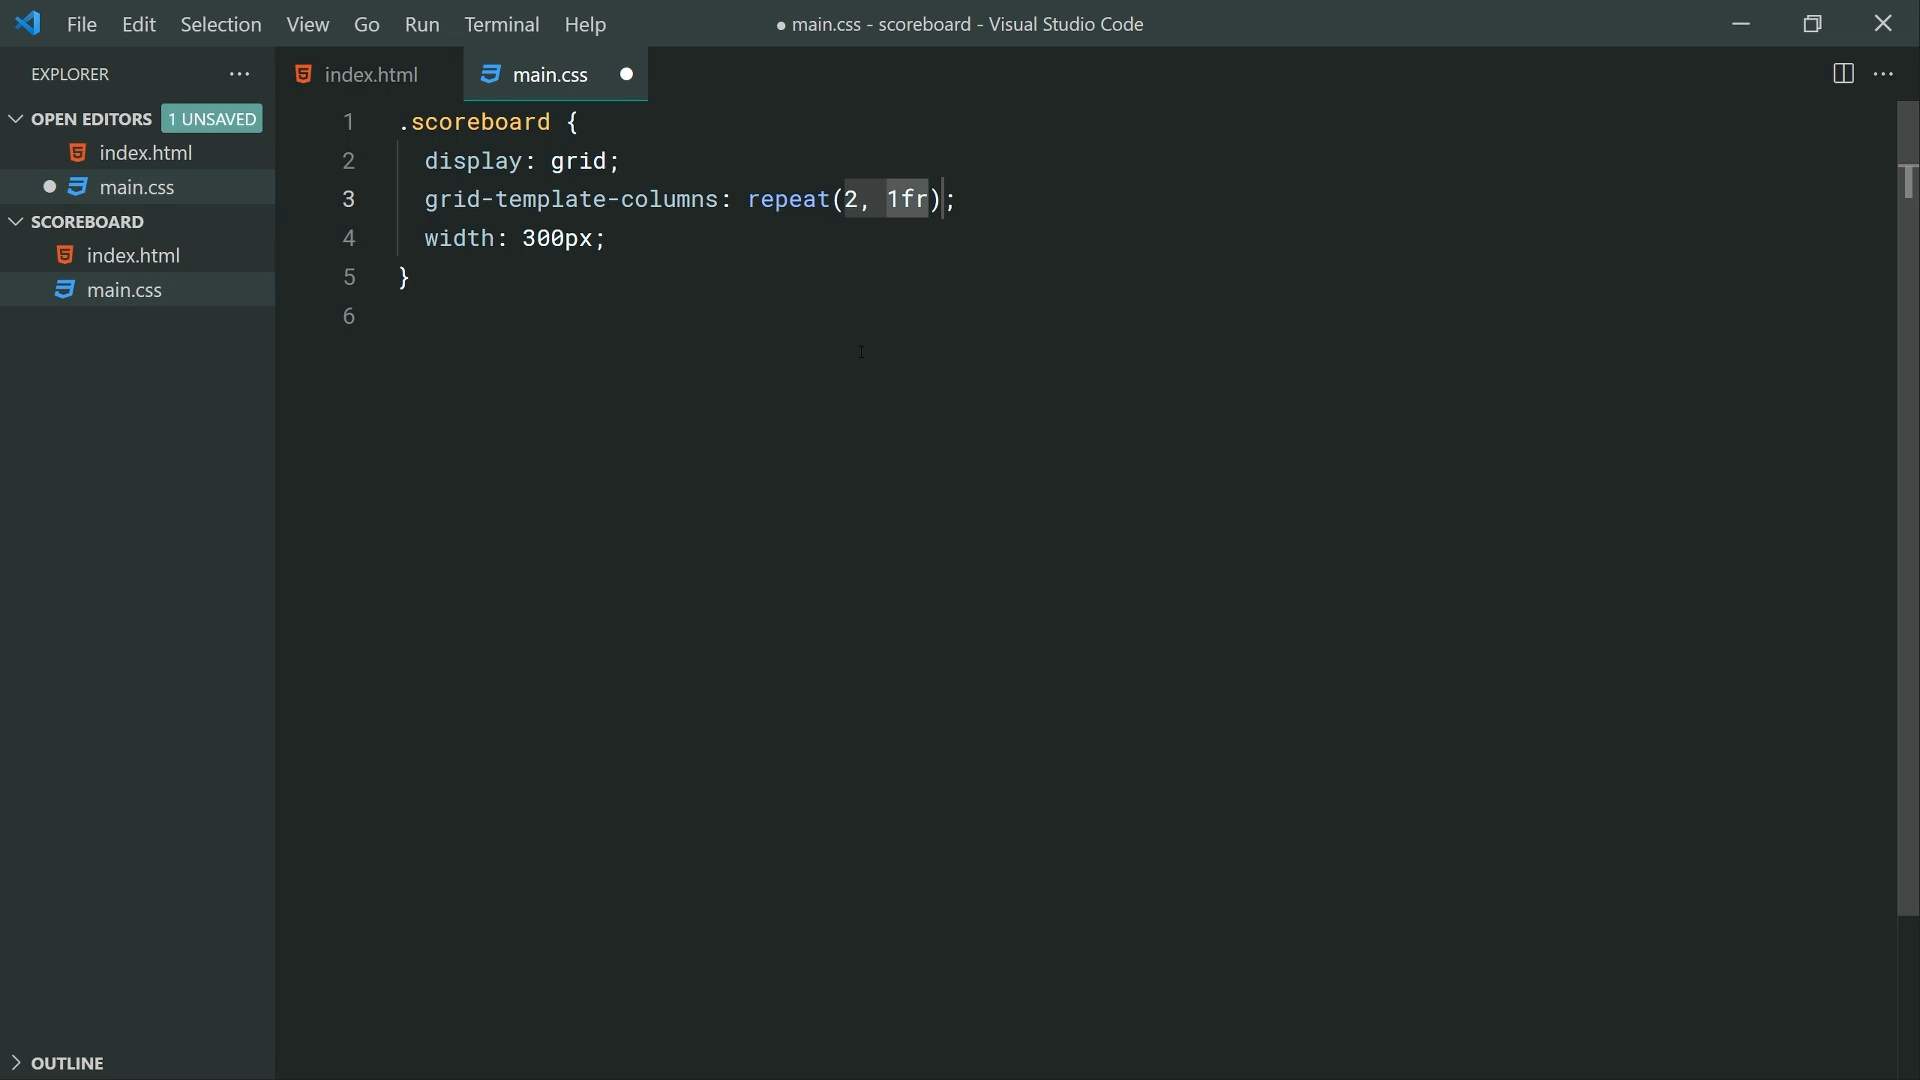 File Edit Selection View Go Run Terminal Help
● main.css - scoreboard - Visual Studio Code
EXPLORER ···
OPEN EDITORS 1 UNSAVED
index.html
● main.css
SCOREBOARD
index.html
main.css
OUTLINE
index.html main.css ●
1 .scoreboard {
2 display: grid;
3 grid-template-columns: repeat(2, 1fr);
4 width: 300px;
5 }
6